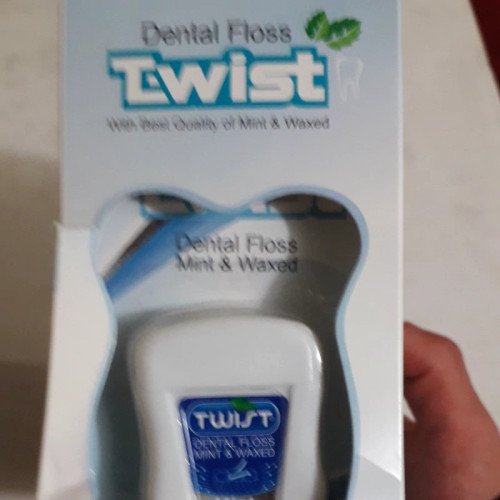 Dental Floss
Twist
With Best Quality of Mint & Waxed
Dental Floss
Mint & Waxed
TWIST
DENTAL FLOSS
MINT & WAXED